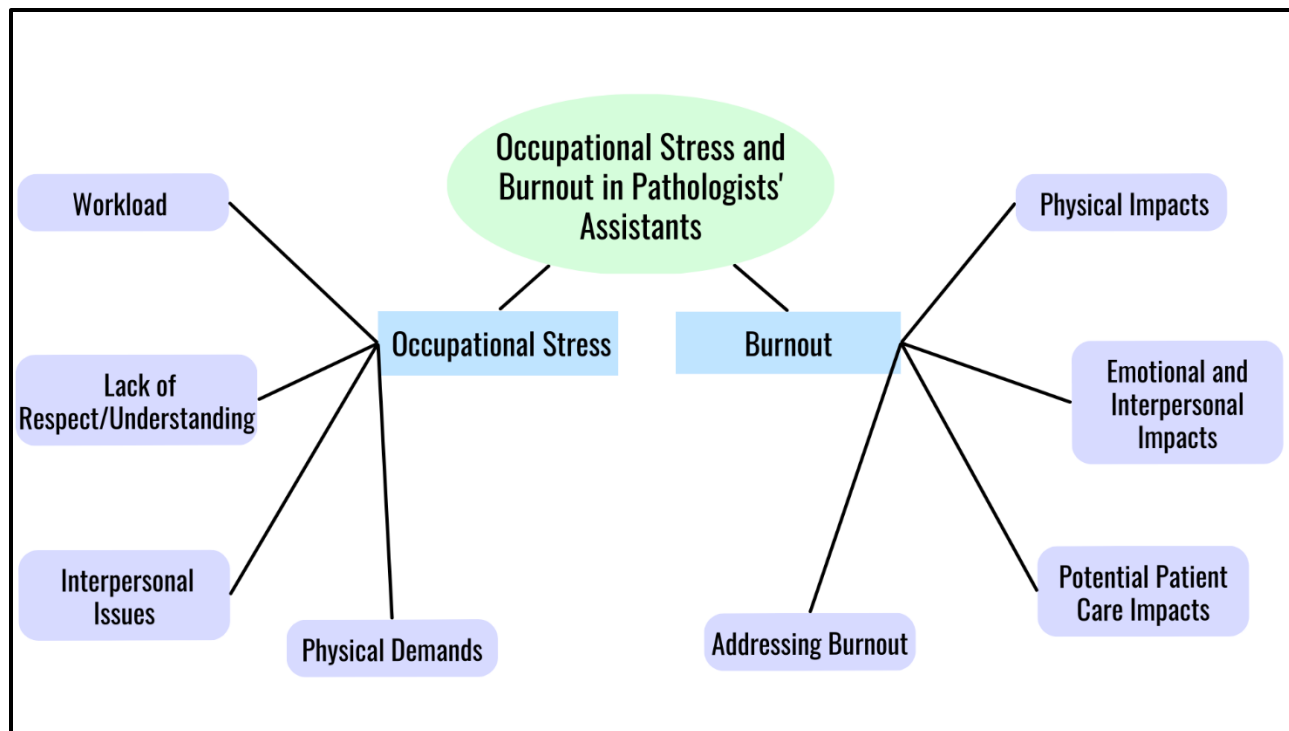 Occupational Stress and
Burnout in Pathologists'
Assistants
Workload
Physical Impacts
Occupational Stress
Burnout
Lack of
Respect/Understanding
Emotional and
Interpersonal
Impacts
Interpersonal
Issues
Potential Patient
Care Impacts
Physical Demands
Addressing Burnout